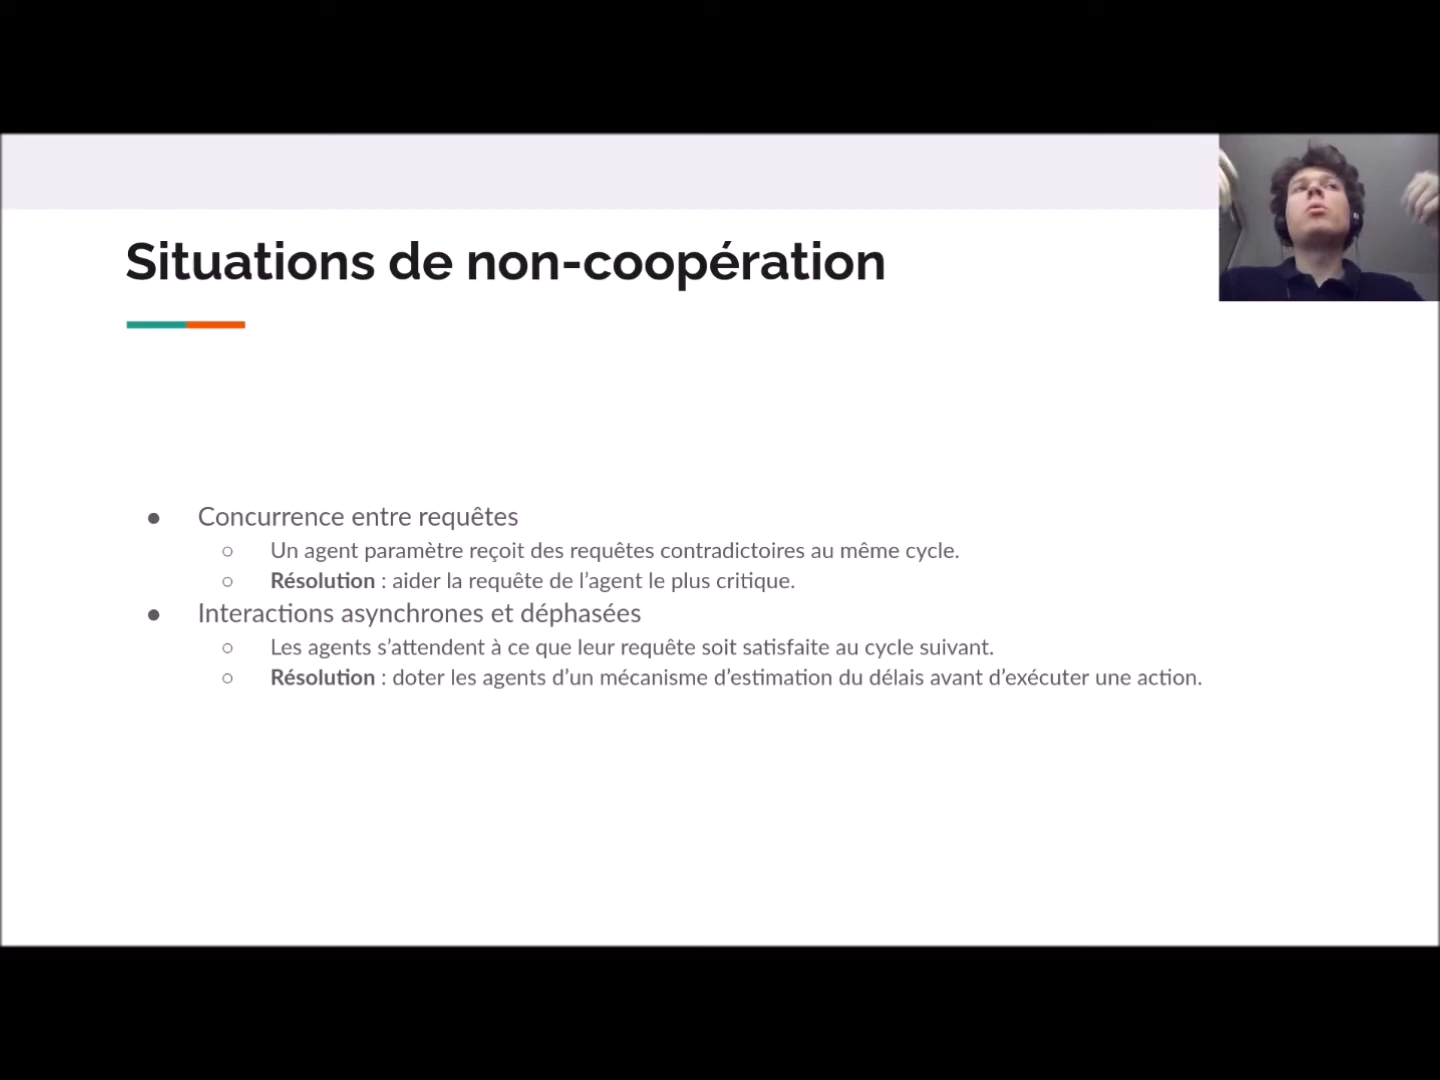 Situations de non-coopération
● Concurrence entre requêtes
○ Un agent paramètre reçoit des requêtes contradictoires au même cycle.
○ Résolution : aider la requête de l’agent le plus critique.
● Interactions asynchrones et déphasées
○ Les agents s’attendent à ce que leur requête soit satisfaite au cycle suivant.
○ Résolution : doter les agents d’un mécanisme d’estimation du délais avant d’exécuter une action.